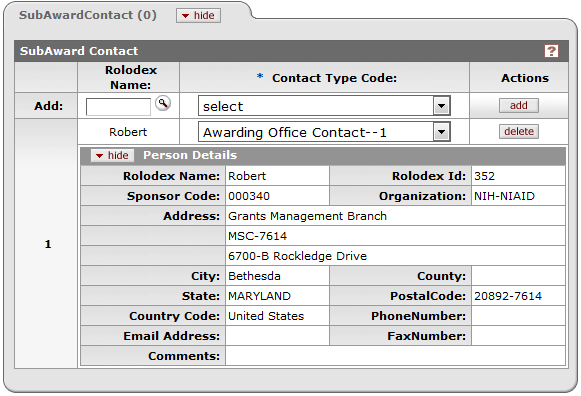 SubAwardContact (0) hide
SubAward Contact ?
Rolodex Name: * Contact Type Code: Actions
Add: select add
1 Robert Awarding Office Contact--1 delete
hide Person Details
Rolodex Name: Robert Rolodex Id: 352
Sponsor Code: 000340 Organization: NIH-NIAID
Address: Grants Management Branch
MSC-7614
6700-B Rockledge Drive
City: Bethesda County:
State: MARYLAND PostalCode: 20892-7614
Country Code: United States PhoneNumber:
Email Address: FaxNumber:
Comments: